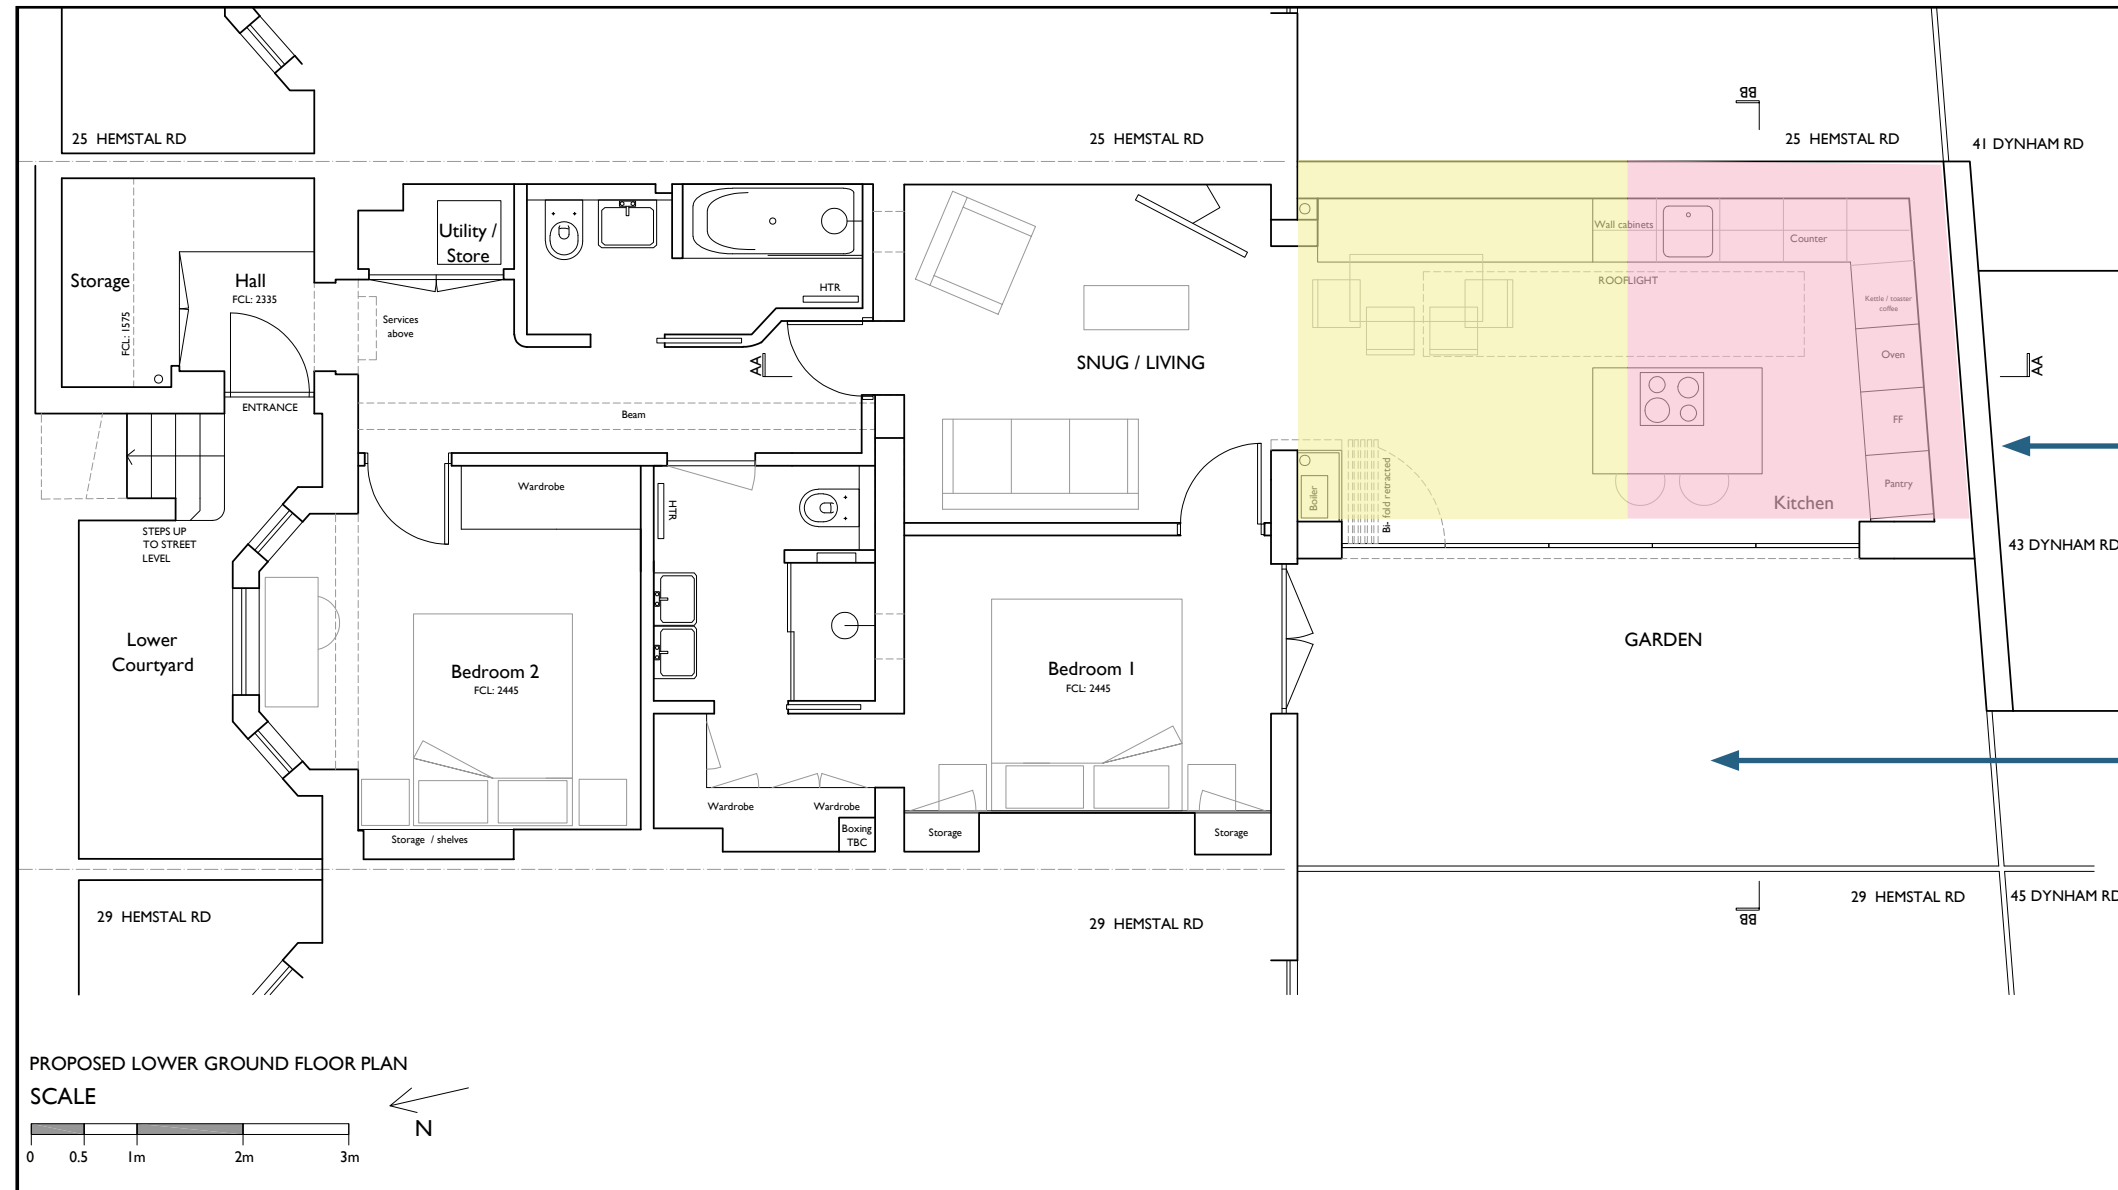 BB
25 HEMSTAL RD
25 HEMSTAL RD
25 HEMSTAL RD
41 DYNHAM RD
Utility /
Store
Wall cabinets
Counter
Storage
Hall
FCL: 2335
FCL: 1575
HTR
ROOFLIGHT
Kettle / toaster
coffee
Services
above
AA
SNUG / LIVING
Oven
AA
ENTRANCE
Beam
FF
Wardrobe
HTR
Boiler
Bi- fold retracted
Pantry
Kitchen
STEPS UP
TO STREET
LEVEL
43 DYNHAM RD
Lower
Courtyard
Bedroom 2
FCL: 2445
Bedroom 1
FCL: 2445
GARDEN
Wardrobe
Wardrobe
Storage / shelves
Boxing
TBC
Storage
Storage
29 HEMSTAL RD
29 HEMSTAL RD
29 HEMSTAL RD
45 DYNHAM RD
BB
PROPOSED LOWER GROUND FLOOR PLAN
SCALE
N
0 0.5 1m 2m 3m